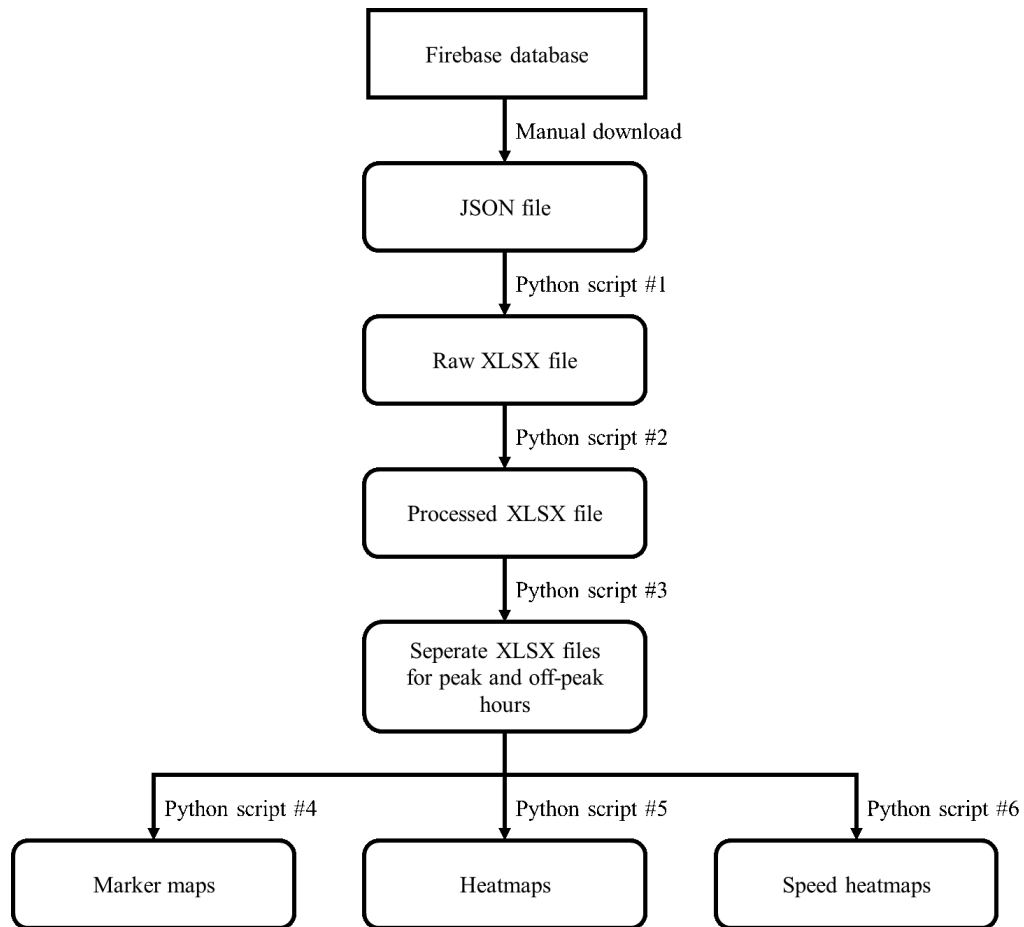 Firebase database
Manual download
JSON file
Python script #1
Raw XLSX file
Python script #2
Processed XLSX file
Python script #3
Seperate XLSX files
for peak and off-peak
hours
Python script #4
Python script #5
Python script #6
Marker maps
Heatmaps
Speed heatmaps